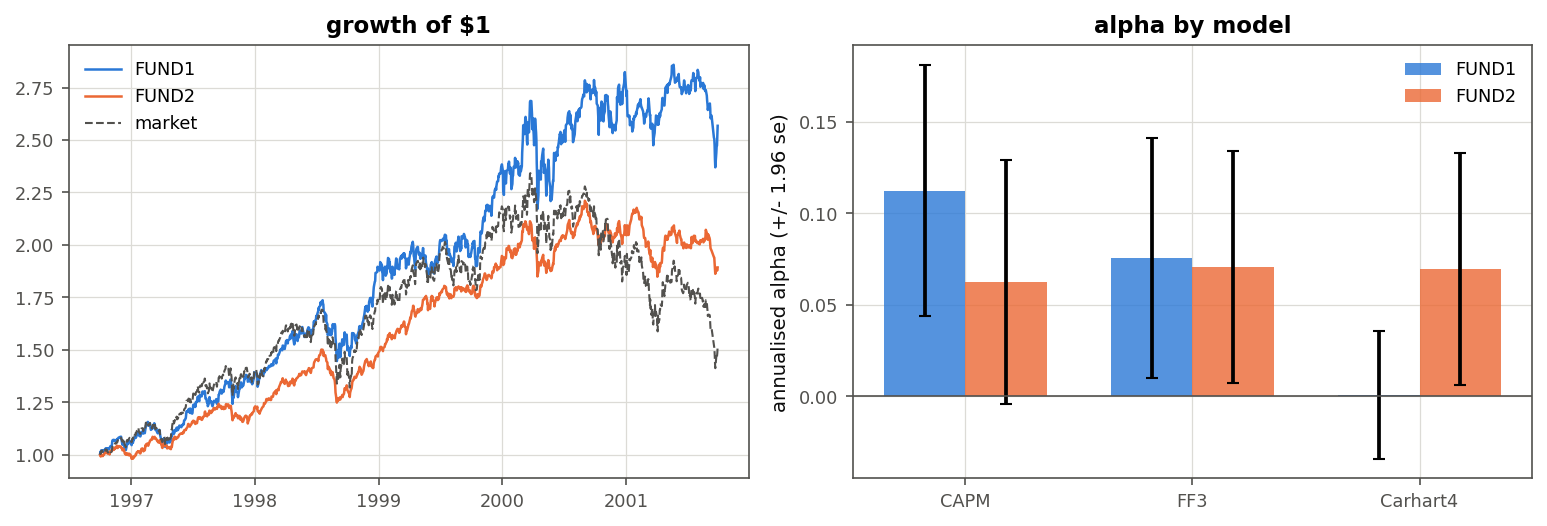 growth of $1
FUND1
FUND2
market
2.75
2.50
2.25
2.00
1.75
1.50
1.25
1.00
1997
1998
1999
2000
2001
alpha by model
FUND1
FUND2
annualised alpha (+/- 1.96 se)
0.15
0.10
0.05
0.00
CAPM
FF3
Carhart4